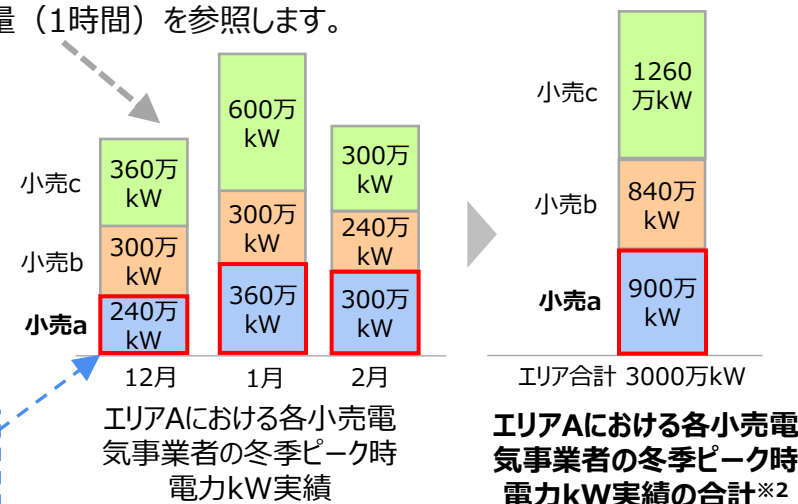 量（1時間）を参照します。
小売c
360万
kW
600万
kW
300万
kW
小売b
300万
kW
300万
kW
240万
kW
小売a
240万
kW
360万
kW
300万
kW
12月
1月
2月
エリアAにおける各小売電
気事業者の冬季ピーク時
電力kW実績
小売c
1260
万kW
小売b
840万
kW
小売a
900万
kW
エリア合計 3000万kW
エリアAにおける各小売電
気事業者の冬季ピーク時
電力kW実績の合計※2